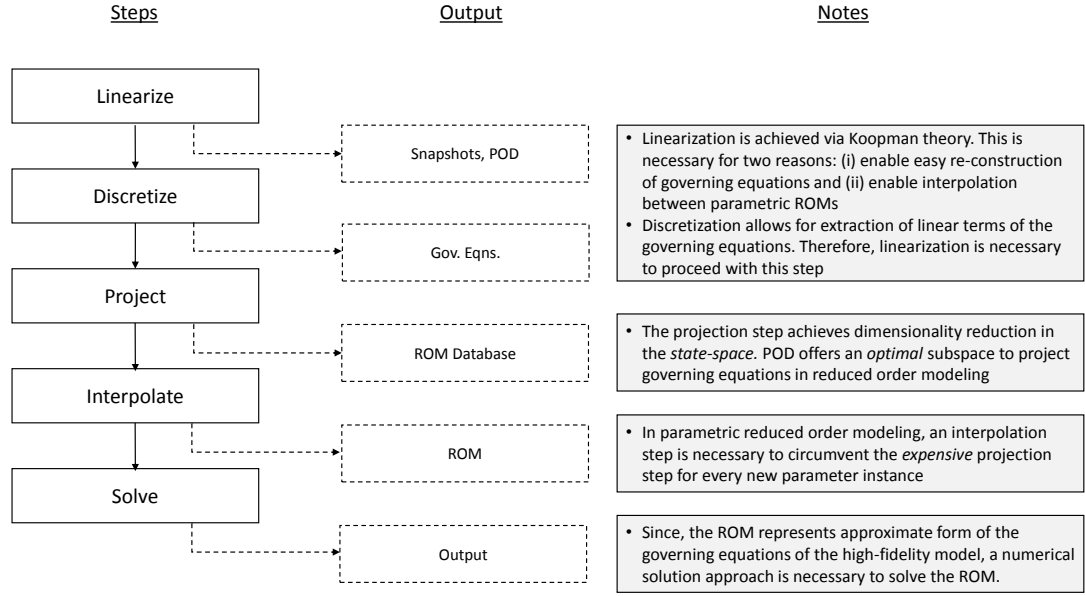 Steps
Output
Notes
Linearize
Snapshots, POD
Discretize
Gov. Eqns.
Project
ROM Database
Interpolate
ROM
Solve
Output
• Linearization is achieved via Koopman theory. This is
necessary for two reasons: (i) enable easy re-construction
of governing equations and (ii) enable interpolation
between parametric ROMs
• Discretization allows for extraction of linear terms of the
governing equations. Therefore, linearization is necessary
to proceed with this step
• The projection step achieves dimensionality reduction in
the state-space. POD offers an optimal subspace to project
governing equations in reduced order modeling
• In parametric reduced order modeling, an interpolation
step is necessary to circumvent the expensive projection
step for every new parameter instance
• Since, the ROM represents approximate form of the
governing equations of the high-fidelity model, a numerical
solution approach is necessary to solve the ROM.